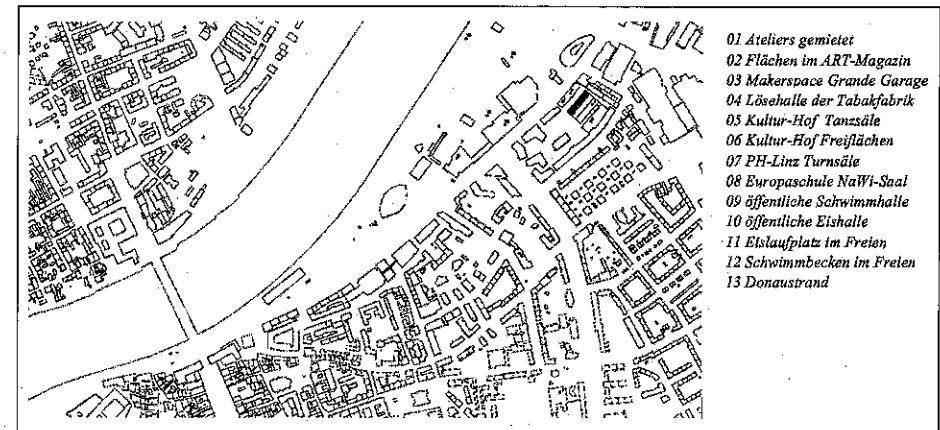 01 Ateliers gemietet
02 Flächen im ART-Magazin
03 Makerspace Grande Garage
04 Lösehalle der Tabakfabrik
05 Kultur-Hof Tanzsäle
06 Kultur-Hof Freiflächen
07 PH-Linz Turnsäle
08 Europaschule NaWi-Saal
09 öffentliche Schwimmhalle
10 öffentliche Eishalle
11 Eislaufplatz im Freien
12 Schwimmbecken im Freien
13 Donaustrand